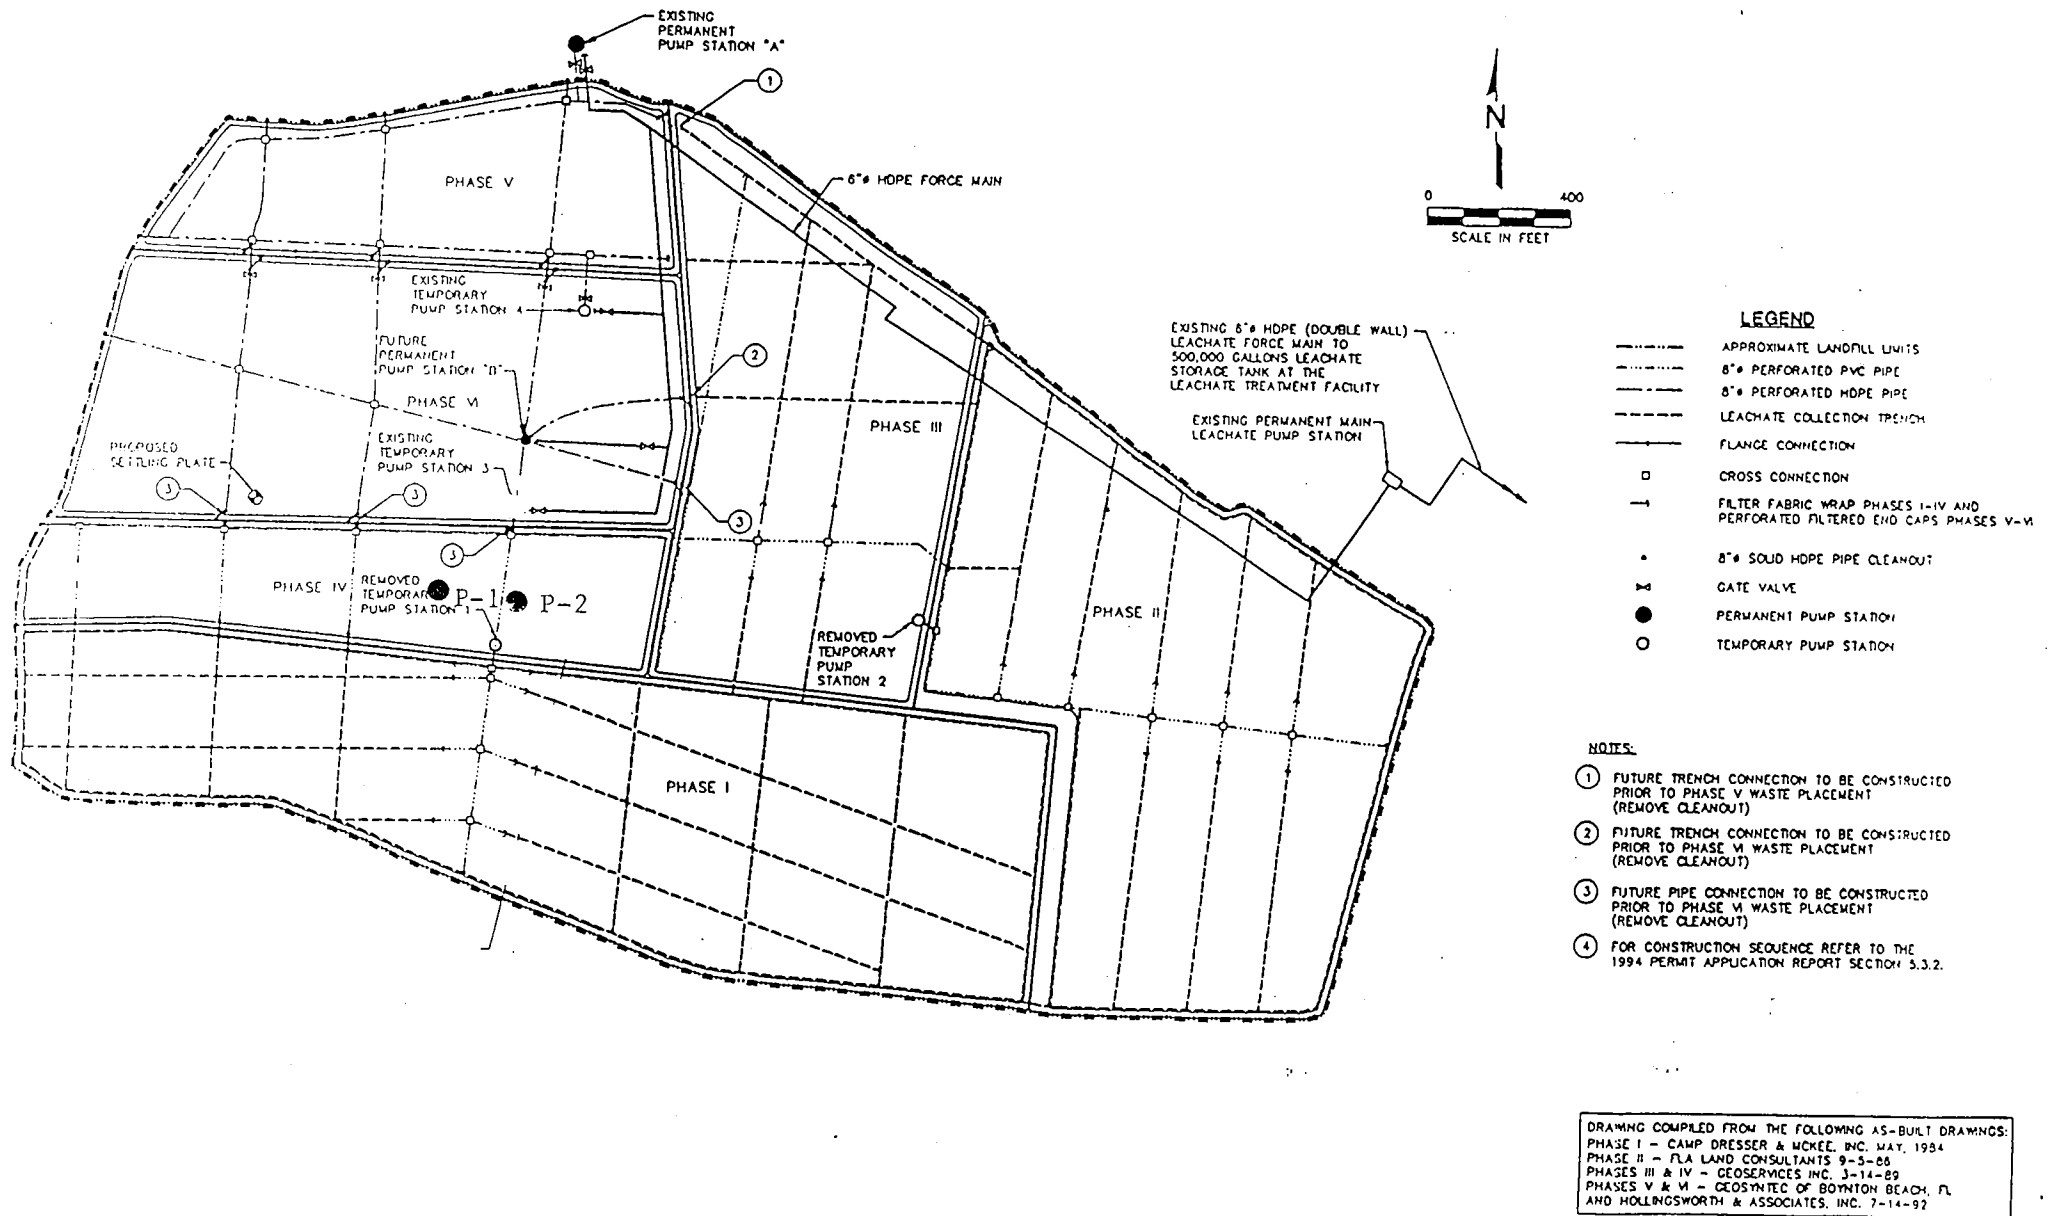 EXISTING
PERMANENT
PUMP STATION "A"
1
6"ø HDPE FORCE MAIN
PHASE V
N
0 400
SCALE IN FEET
EXISTING
TEMPORARY
PUMP STATION 4
FUTURE
PERMANENT
PUMP STATION "B"
2
PHASE VI
PHASE III
EXISTING
TEMPORARY
PUMP STATION 3
PROPOSED
SETTLING PLATE
3
3
3
3
EXISTING 6"ø HDPE (DOUBLE WALL)
LEACHATE FORCE MAIN TO
500,000 GALLONS LEACHATE
STORAGE TANK AT THE
LEACHATE TREATMENT FACILITY
EXISTING PERMANENT MAIN
LEACHATE PUMP STATION
PHASE IV
REMOVED
TEMPORARY
PUMP STATION 1
P-1
P-2
REMOVED
TEMPORARY
PUMP
STATION 2
PHASE II
PHASE I
LEGEND
APPROXIMATE LANDFILL LIMITS
8"ø PERFORATED PVC PIPE
8"ø PERFORATED HDPE PIPE
LEACHATE COLLECTION TRENCH
FLANGE CONNECTION
CROSS CONNECTION
FILTER FABRIC WRAP PHASES I-IV AND
PERFORATED FILTERED END CAPS PHASES V-VI
8"ø SOLID HDPE PIPE CLEANOUT
GATE VALVE
PERMANENT PUMP STATION
TEMPORARY PUMP STATION
NOTES:
1 FUTURE TRENCH CONNECTION TO BE CONSTRUCTED
PRIOR TO PHASE V WASTE PLACEMENT
(REMOVE CLEANOUT)
2 FUTURE TRENCH CONNECTION TO BE CONSTRUCTED
PRIOR TO PHASE VI WASTE PLACEMENT
(REMOVE CLEANOUT)
3 FUTURE PIPE CONNECTION TO BE CONSTRUCTED
PRIOR TO PHASE VI WASTE PLACEMENT
(REMOVE CLEANOUT)
4 FOR CONSTRUCTION SEQUENCE REFER TO THE
1994 PERMIT APPLICATION REPORT SECTION 5.3.2.
DRAWING COMPILED FROM THE FOLLOWING AS-BUILT DRAWINGS:
PHASE I - CAMP DRESSER & MCKEE, INC. MAY, 1984
PHASE II - FLA LAND CONSULTANTS 9-5-86
PHASES III & IV - GEOSERVICES INC. 3-14-89
PHASES V & VI - GEOSYNTEC OF BOYNTON BEACH, FL
AND HOLLINGSWORTH & ASSOCIATES, INC. 7-14-92